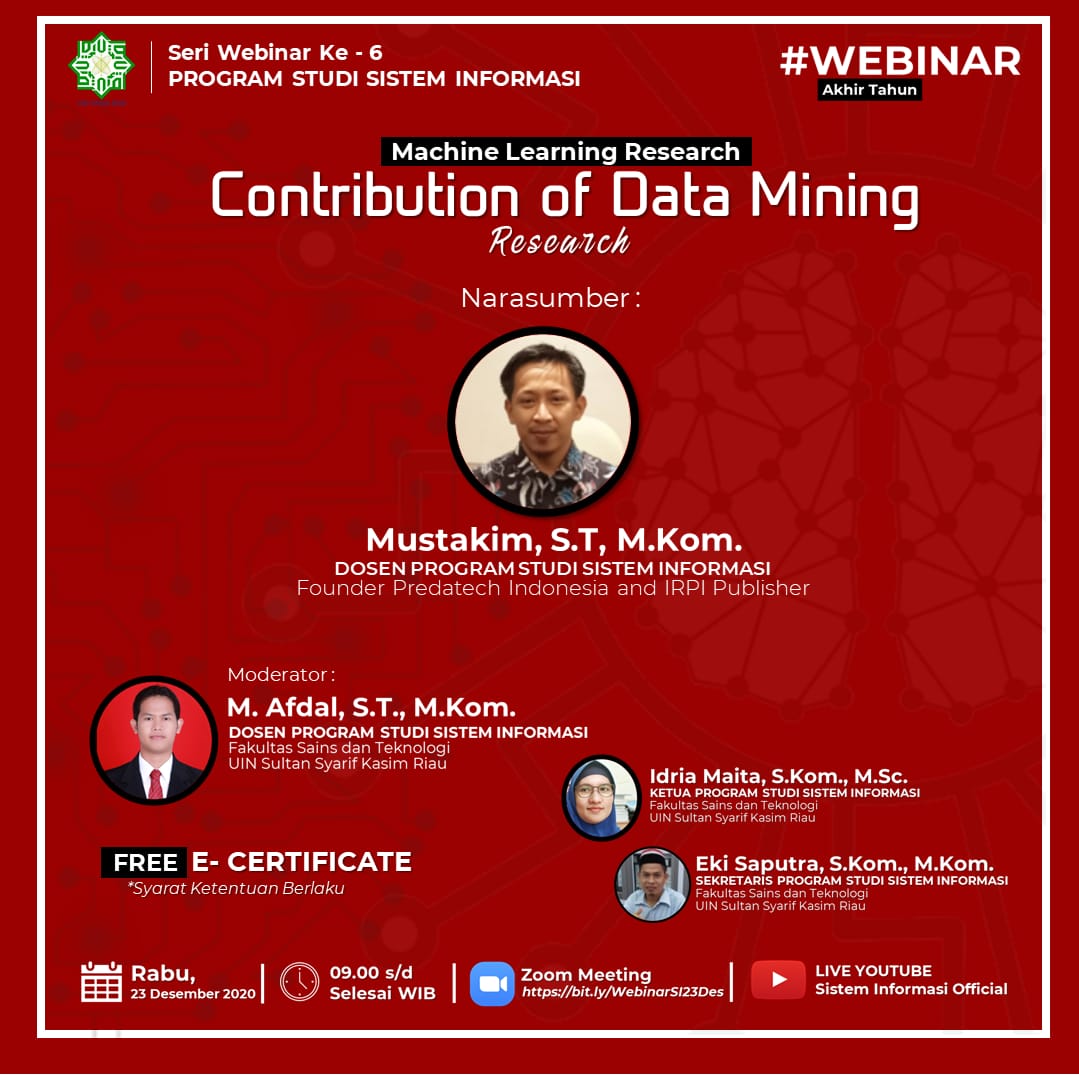 Seri Webinar Ke - 6
PROGRAM STUDI SISTEM INFORMASI
#WEBINAR
Akhir Tahun
Machine Learning Research
Contribution of Data Mining
Research
Narasumber :
Mustakim, S.T, M.Kom.
DOSEN PROGRAM STUDI SISTEM INFORMASI
Founder Predatech Indonesia and IRPI Publisher
Moderator :
M. Afdal, S.T., M.Kom.
DOSEN PROGRAM STUDI SISTEM INFORMASI
Fakultas Sains dan Teknologi
UIN Sultan Syarif Kasim Riau
Idria Maita, S.Kom., M.Sc.
KETUA PROGRAM STUDI SISTEM INFORMASI
Fakultas Sains dan Teknologi
UIN Sultan Syarif Kasim Riau
Eki Saputra, S.Kom., M.Kom.
SEKRETARIS PROGRAM STUDI SISTEM INFORMASI
Fakultas Sains dan Teknologi
UIN Sultan Syarif Kasim Riau
FREE E- CERTIFICATE
*Syarat Ketentuan Berlaku
Rabu,
23 Desember 2020
09.00 s/d
Selesai WIB
Zoom Meeting
https://bit.ly/WebinarSI23Des
LIVE YOUTUBE
Sistem Informasi Official